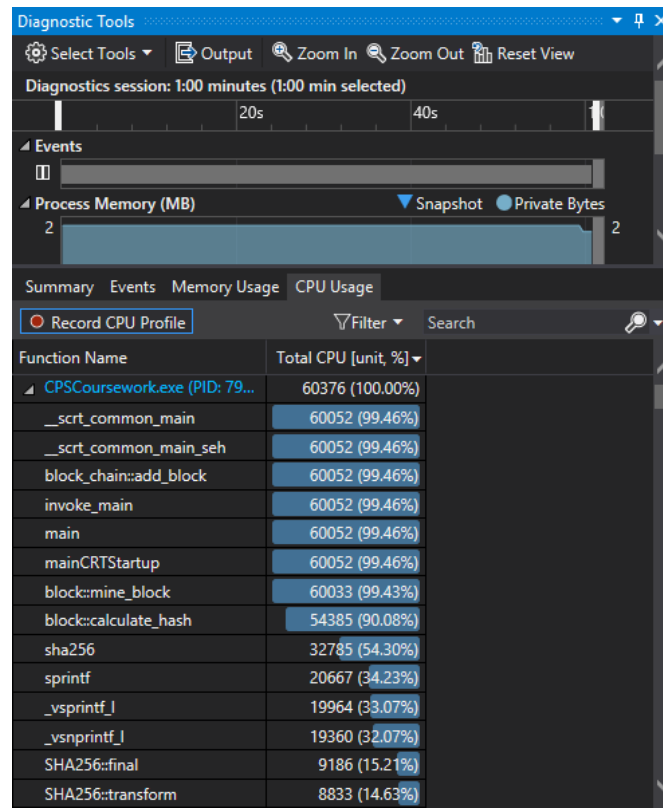 Diagnostic Tools
Select Tools Output Zoom In Zoom Out Reset View
Diagnostics session: 1:00 minutes (1:00 min selected)
20s 40s
Events
Process Memory (MB) Snapshot Private Bytes
2 2
Summary Events Memory Usage CPU Usage
Record CPU Profile Filter Search
Function Name Total CPU [unit, %]
CPSCoursework.exe (PID: 79... 60376 (100.00%)
__scrt_common_main 60052 (99.46%)
__scrt_common_main_seh 60052 (99.46%)
block_chain::add_block 60052 (99.46%)
invoke_main 60052 (99.46%)
main 60052 (99.46%)
mainCRTStartup 60052 (99.46%)
block::mine_block 60033 (99.43%)
block::calculate_hash 54385 (90.08%)
sha256 32785 (54.30%)
sprintf 20667 (34.23%)
_vsprintf_l 19964 (33.07%)
_vsnprintf_l 19360 (32.07%)
SHA256::final 9186 (15.21%)
SHA256::transform 8833 (14.63%)